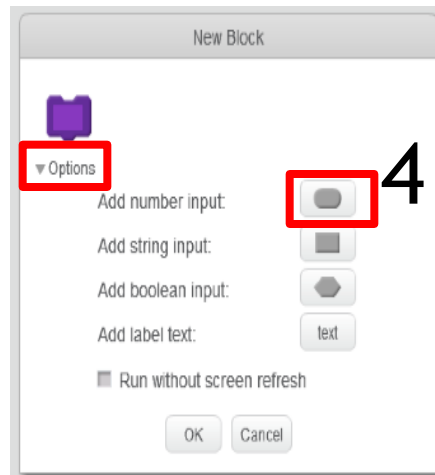 New Block
▼Options
Add number input:
4
Add string input:
Add boolean input:
Add label text: text
Run without screen refresh
OK Cancel